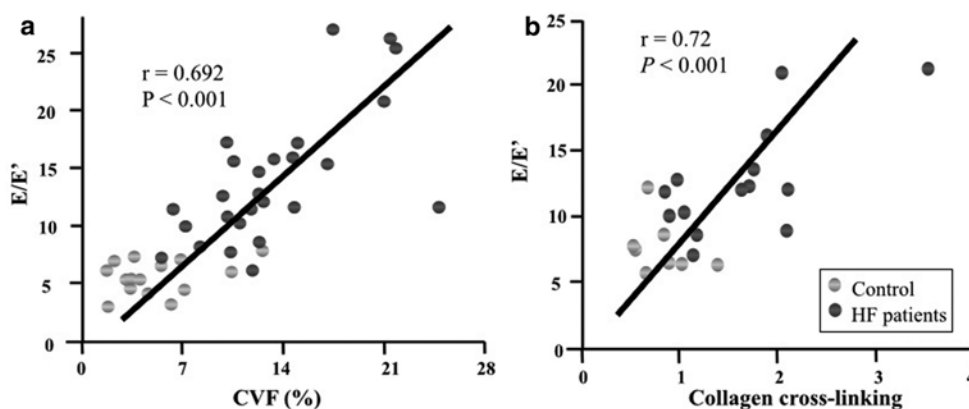 a
r = 0.692
P < 0.001
E/E’
25
20
15
10
5
0
0 7 14 21 28
CVF (%)
b
r = 0.72
P < 0.001
E/E’
25
20
15
10
5
0
0 1 2 3 4
Collagen cross-linking
Control
HF patients